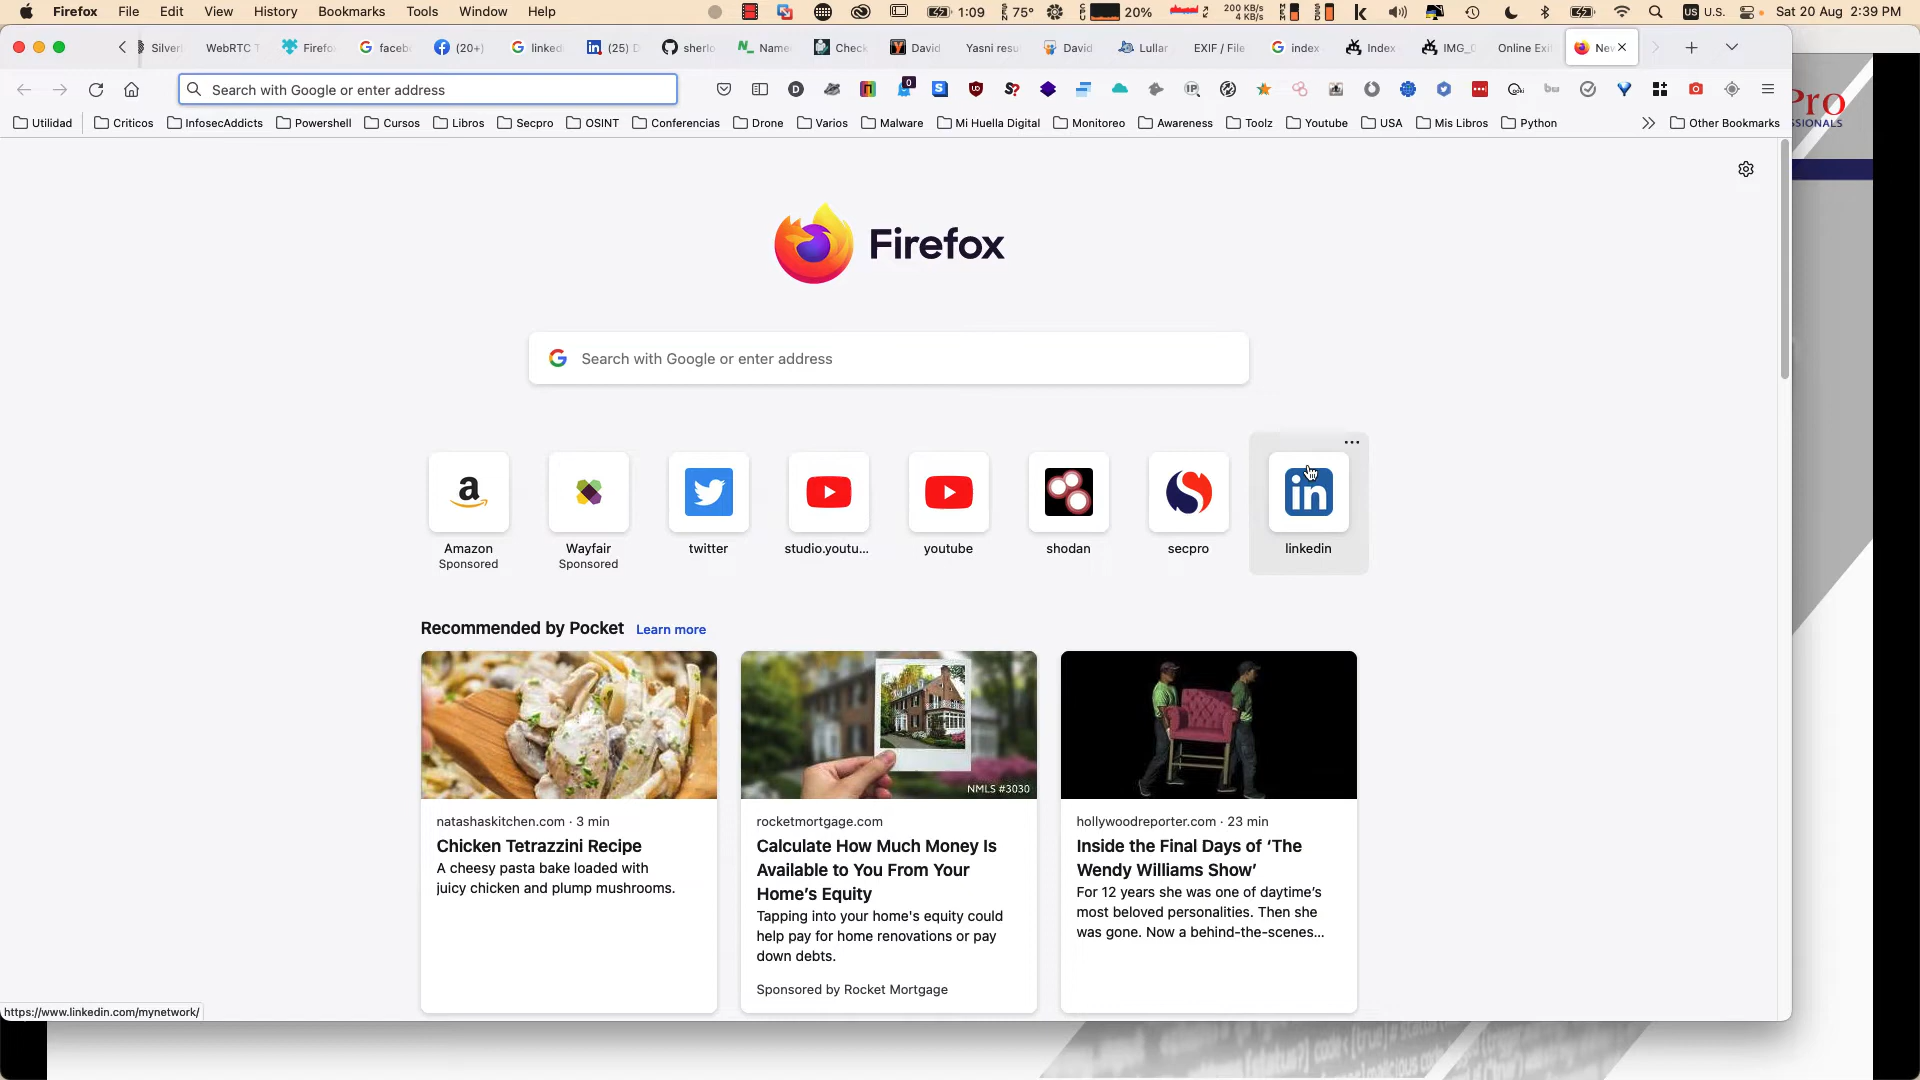 Firefox File Edit View History Bookmarks Tools Window Help 1:09 75° 20% 200 KB/s 4 KB/s U.S. Sat 20 Aug 2:39 PM
Silver WebRTC T Firefo faceb (20+) linked (25) D sherlo Name Check David Yasni resu David Lullar EXIF / File index Index IMG_ Online Exi Ne
Search with Google or enter address
Utilidad Criticos InfosecAddicts Powershell Cursos Libros Secpro OSINT Conferencias Drone Varios Malware Mi Huella Digital Monitoreo Awareness Toolz Youtube USA Mis Libros Python Other Bookmarks
Pro
SIONALS
Firefox
Search with Google or enter address
Amazon
Sponsored
Wayfair
Sponsored
twitter
studio.youtu...
youtube
shodan
secpro
linkedin
Recommended by Pocket Learn more
NMLS #3030
natashaskitchen.com · 3 min
Chicken Tetrazzini Recipe
A cheesy pasta bake loaded with
juicy chicken and plump mushrooms.
rocketmortgage.com
Calculate How Much Money Is
Available to You From Your
Home's Equity
Tapping into your home's equity could
help pay for home renovations or pay
down debts.
Sponsored by Rocket Mortgage
hollywoodreporter.com · 23 min
Inside the Final Days of ‘The
Wendy Williams Show’
For 12 years she was one of daytime’s
most beloved personalities. Then she
was gone. Now a behind-the-scenes...
https://www.linkedin.com/mynetwork/